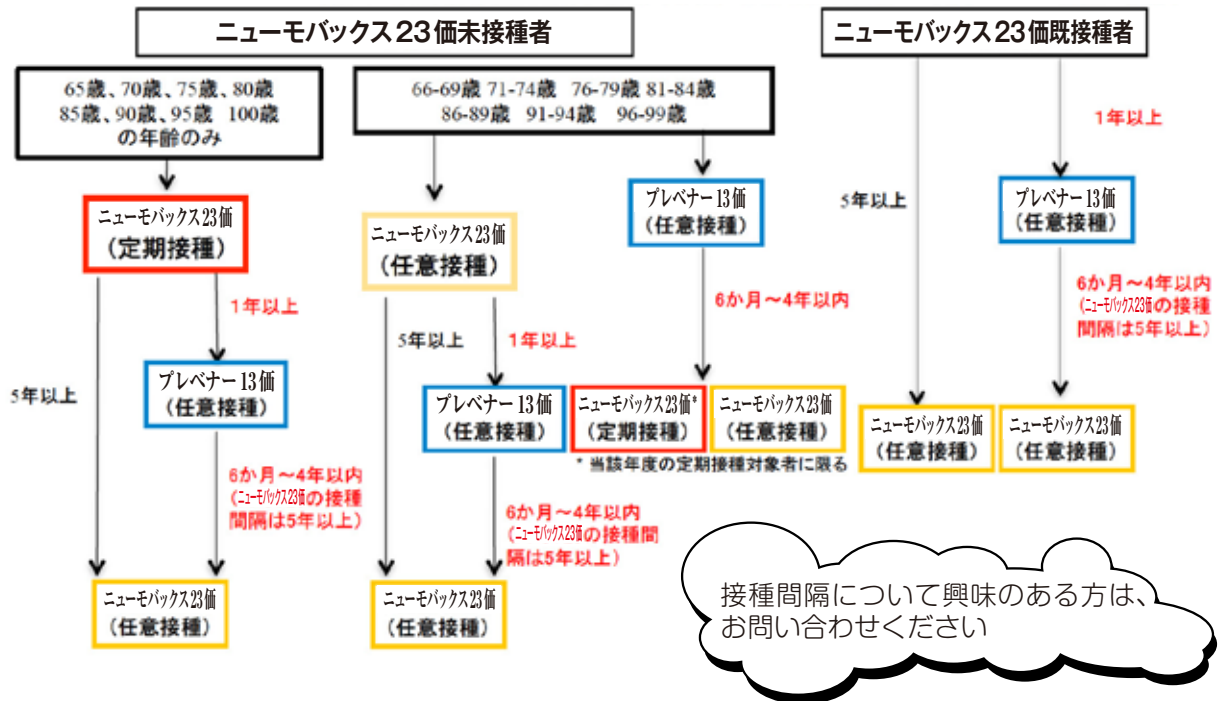 ニューモバックス23価未接種者
65歳、70歳、75歳、80歳
85歳、90歳、95歳 100歳
の年齢のみ
ニューモバックス23価
(定期接種)
1年以上
5年以上
プレベナー13価
(任意接種)
6か月～4年以内
(ニューモバックス23価の接種
間隔は5年以上)
ニューモバックス23価
(任意接種)
66-69歳 71-74歳 76-79歳 81-84歳
86-89歳 91-94歳 96-99歳
ニューモバックス23価
(任意接種)
5年以上
1年以上
プレベナー13価
(任意接種)
6か月～4年以内
(ニューモバックス23価の接種間
隔は5年以上)
ニューモバックス23価
(任意接種)
プレベナー13価
(任意接種)
6か月～4年以内
ニューモバックス23価*
(定期接種)
ニューモバックス23価
(任意接種)
* 当該年度の定期接種対象者に限る
ニューモバックス23価既接種者
5年以上
ニューモバックス23価
(任意接種)
1年以上
プレベナー13価
(任意接種)
6か月～4年以内
(ニューモバックス23価の接種
間隔は5年以上)
ニューモバックス23価
(任意接種)
接種間隔について興味のある方は、
お問い合わせください